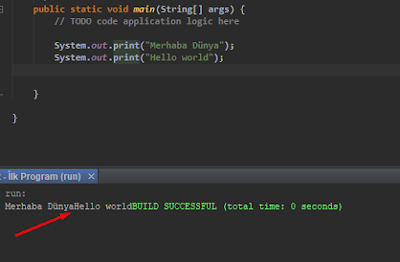 public static void main(String[] args) {
// TODO code application logic here
System.out.print("Merhaba Dünya");
System.out.print("Hello world");
}
}
- İlk Program (run) ×
run:
Merhaba DünyaHello worldBUILD SUCCESSFUL (total time: 0 seconds)